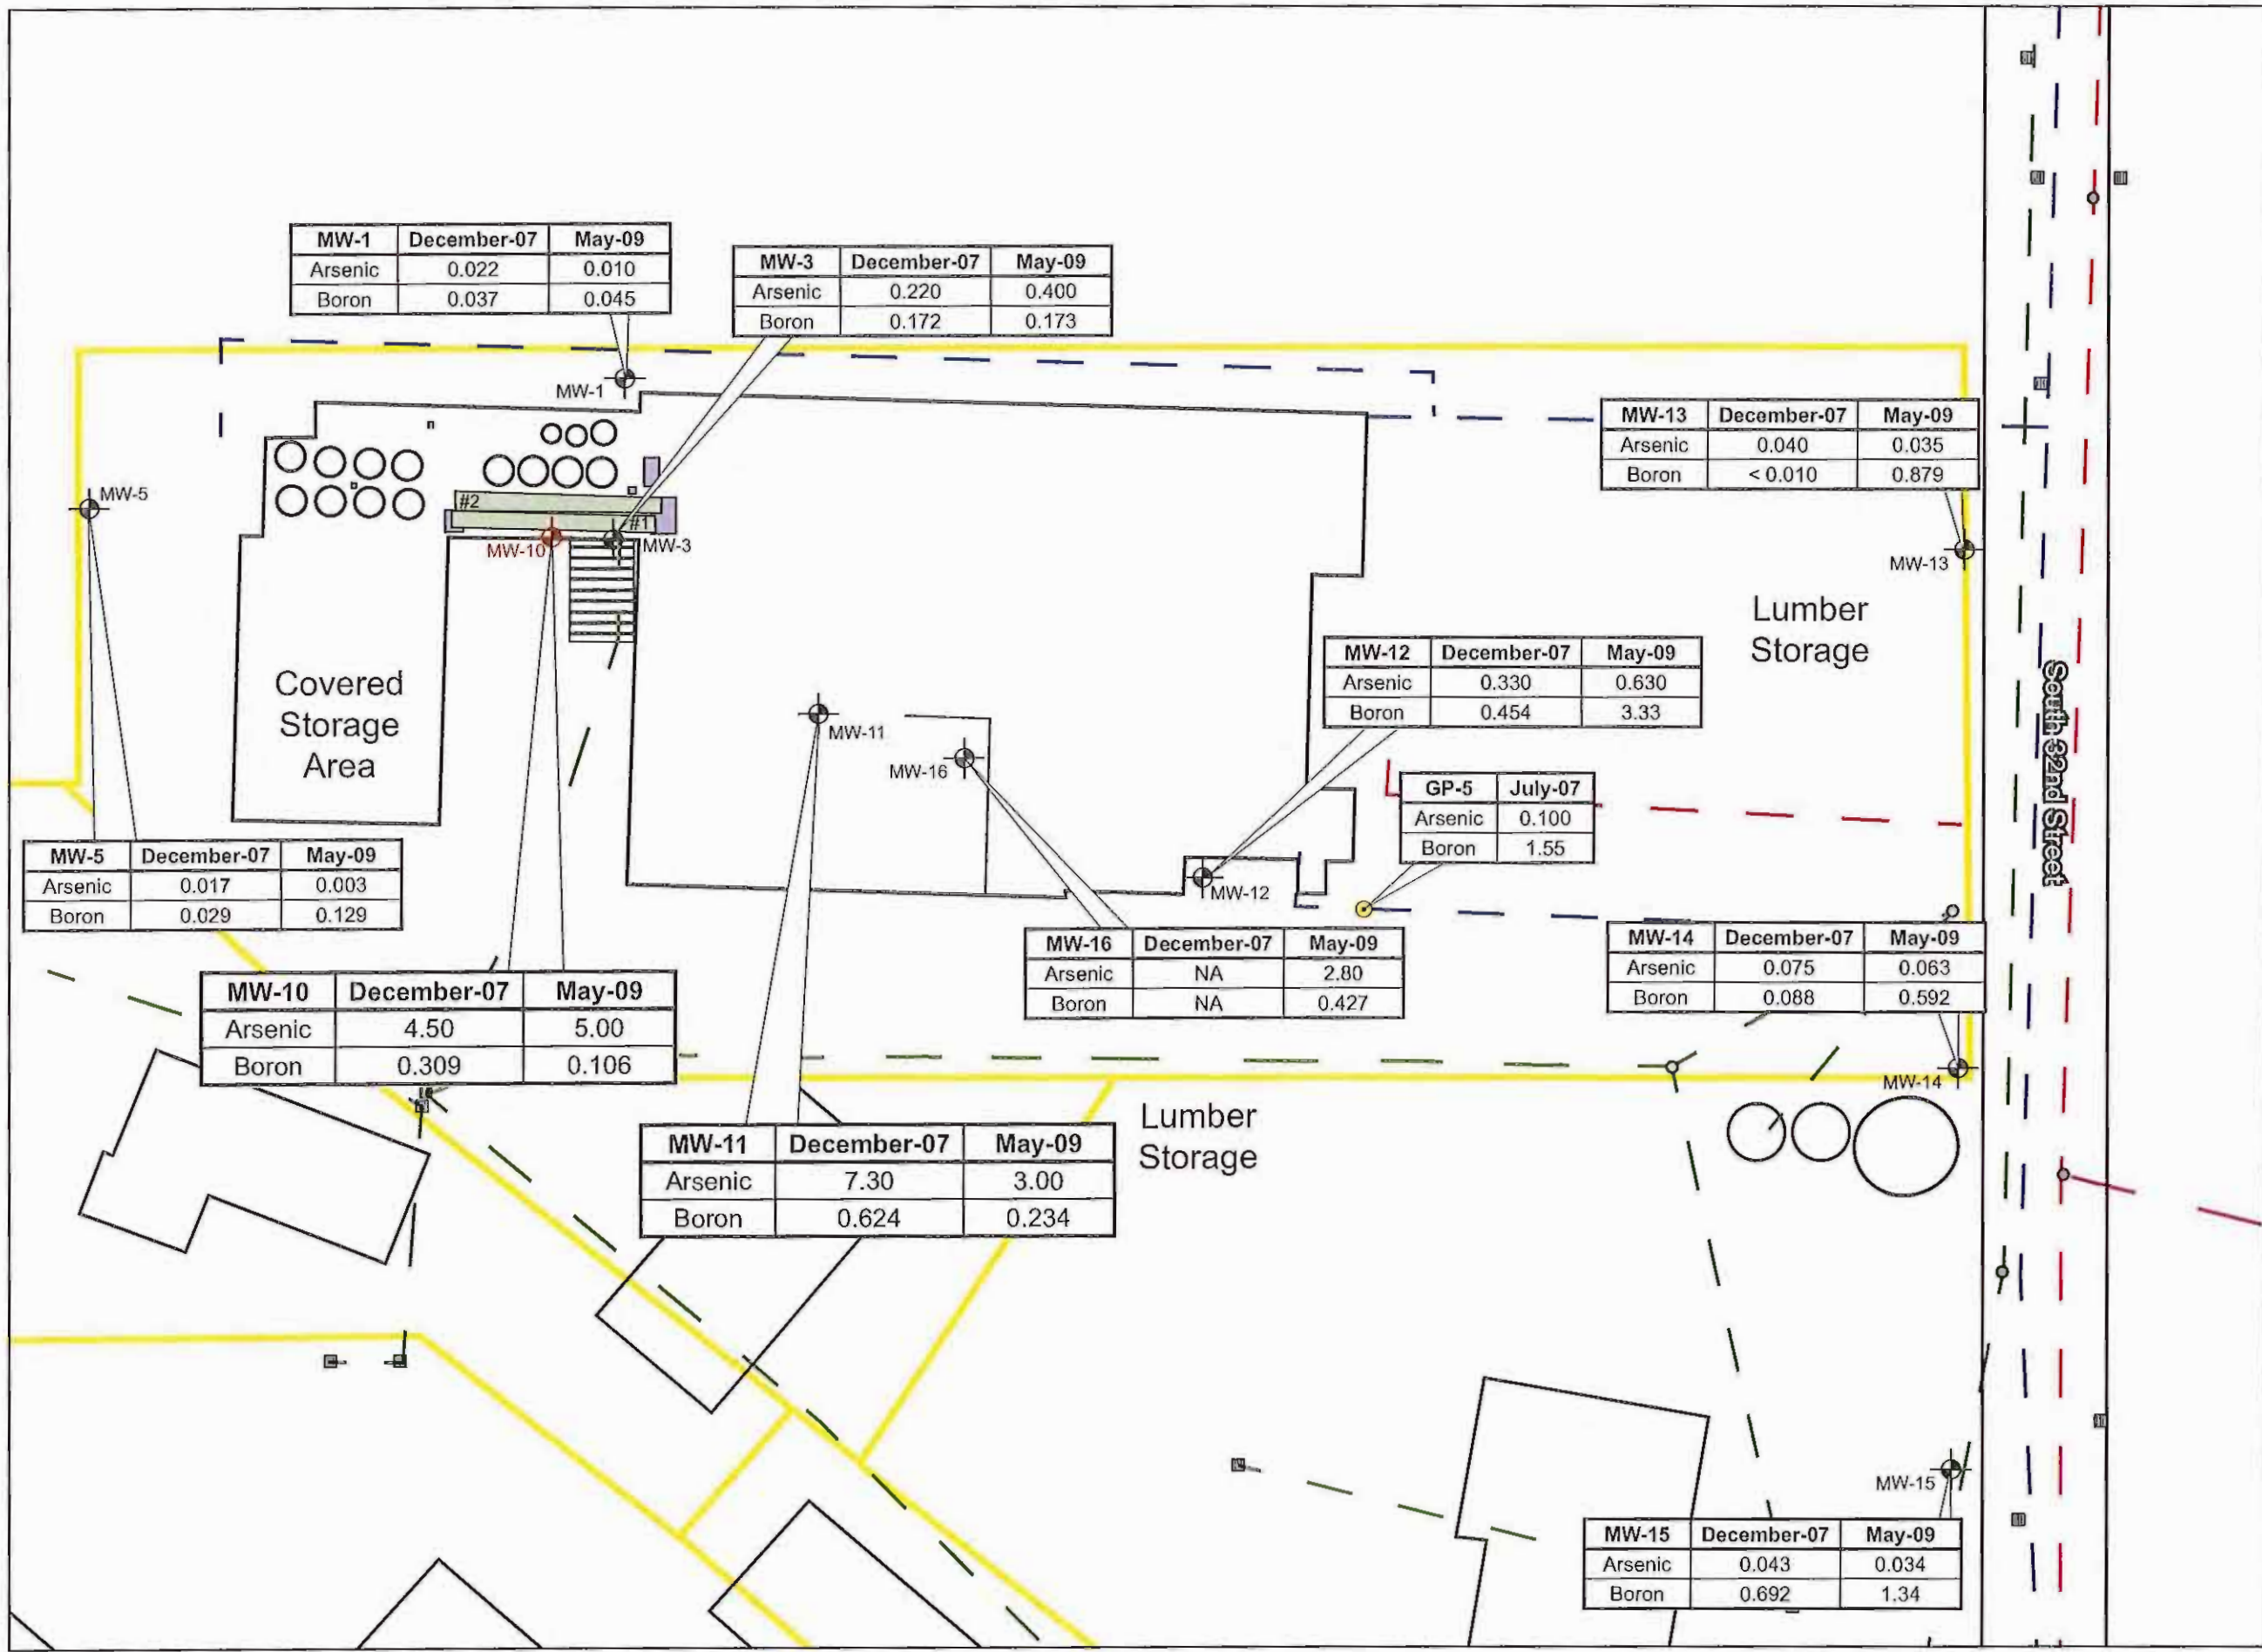 MW-1 December-07 May-09
Arsenic 0.022 0.010
Boron 0.037 0.045
MW-3 December-07 May-09
Arsenic 0.220 0.400
Boron 0.172 0.173
MW-1
MW-13 December-07 May-09
Arsenic 0.040 0.035
Boron < 0.010 0.879
MW-5
#2
#1
MW-10
MW-3
MW-13
Lumber
Storage
MW-12 December-07 May-09
Arsenic 0.330 0.630
Boron 0.454 3.33
Covered
Storage
Area
MW-11
MW-16
South 32nd Street
GP-5 July-07
Arsenic 0.100
Boron 1.55
MW-5 December-07 May-09
Arsenic 0.017 0.003
Boron 0.029 0.129
MW-12
MW-16 December-07 May-09
Arsenic NA 2.80
Boron NA 0.427
MW-14 December-07 May-09
Arsenic 0.075 0.063
Boron 0.088 0.592
MW-10 December-07 May-09
Arsenic 4.50 5.00
Boron 0.309 0.106
MW-14
Lumber
Storage
MW-11 December-07 May-09
Arsenic 7.30 3.00
Boron 0.624 0.234
MW-15
MW-15 December-07 May-09
Arsenic 0.043 0.034
Boron 0.692 1.34